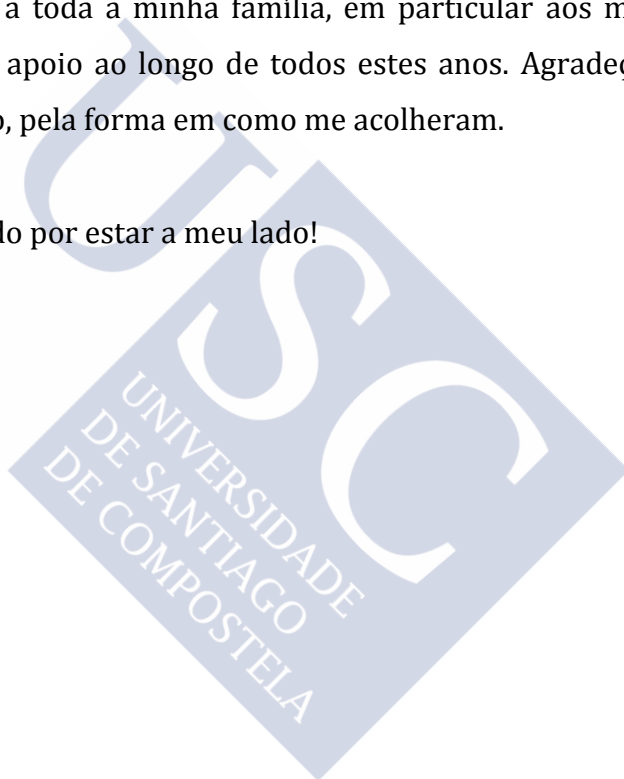 a toda a minha família, em particular aos m
apoio ao longo de todos estes anos. Agradeç
o, pela forma em como me acolheram.
do por estar a meu lado!
USC
UNIVERSIDADE
DE SANTIAGO
DE COMPOSTELA